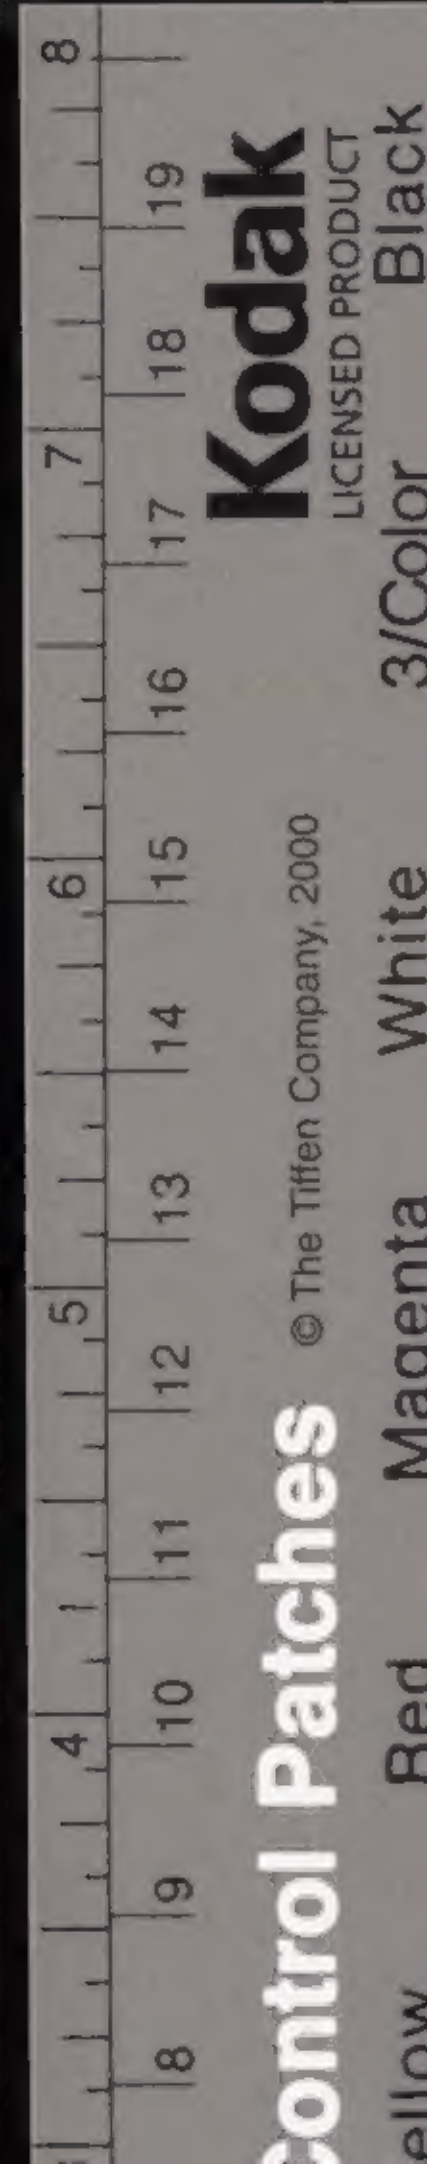 8 9 10 11 12 13 14 15 16 17 18 19
4 5 6 7 8
Kodak
LICENSED PRODUCT
Control Patches © The Tiffen Company, 2000
Red Magenta White 3/Color Black